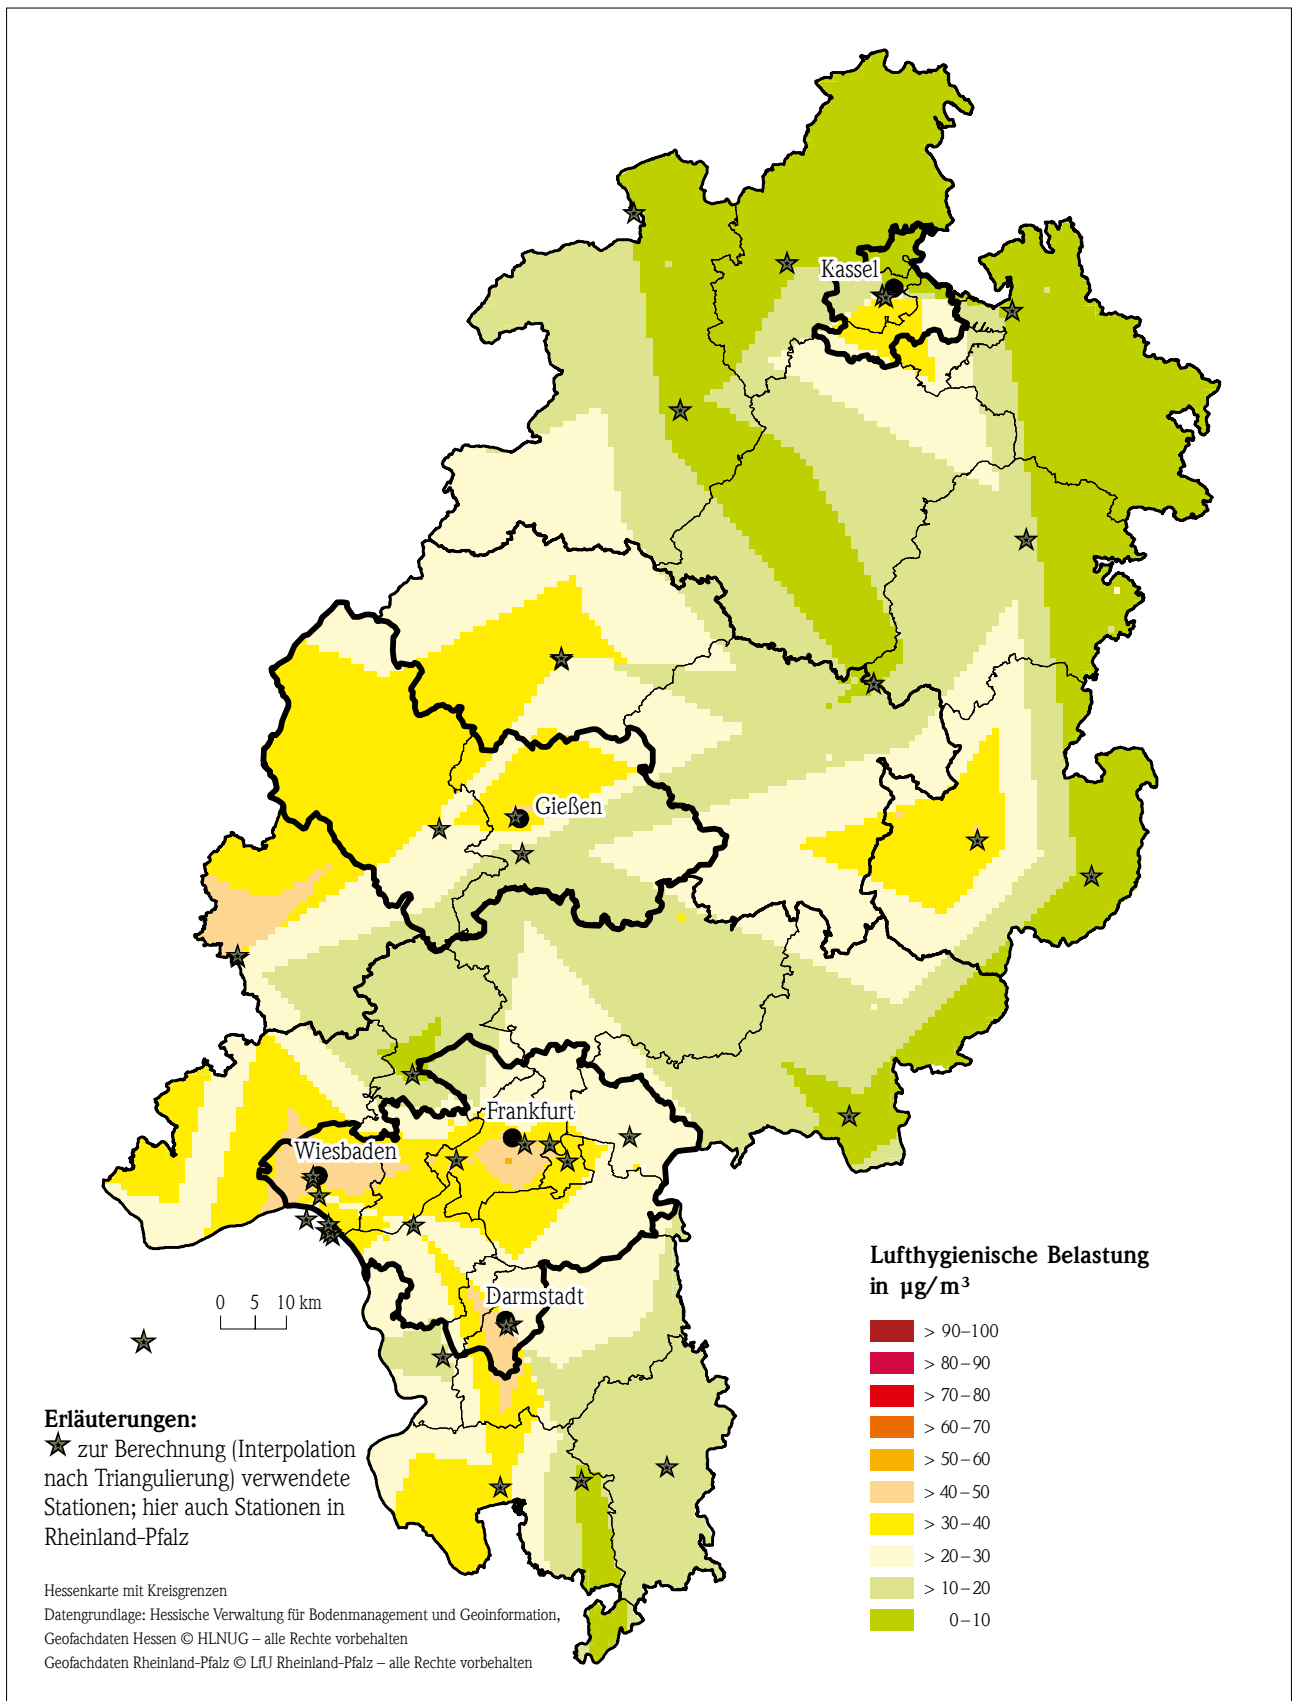 Kassel
Gießen
Frankfurt
Wiesbaden
Darmstadt
0 5 10 km
Lufthygienische Belastung
in µg/m³
> 90–100
> 80–90
> 70–80
> 60–70
> 50–60
> 40–50
> 30–40
> 20–30
> 10–20
0–10
Erläuterungen:
zur Berechnung (Interpolation
nach Triangulierung) verwendete
Stationen; hier auch Stationen in
Rheinland-Pfalz
Hessenkarte mit Kreisgrenzen
Datengrundlage: Hessische Verwaltung für Bodenmanagement und Geoinformation,
Geofachdaten Hessen © HLNUG – alle Rechte vorbehalten
Geofachdaten Rheinland-Pfalz © LfU Rheinland-Pfalz – alle Rechte vorbehalten